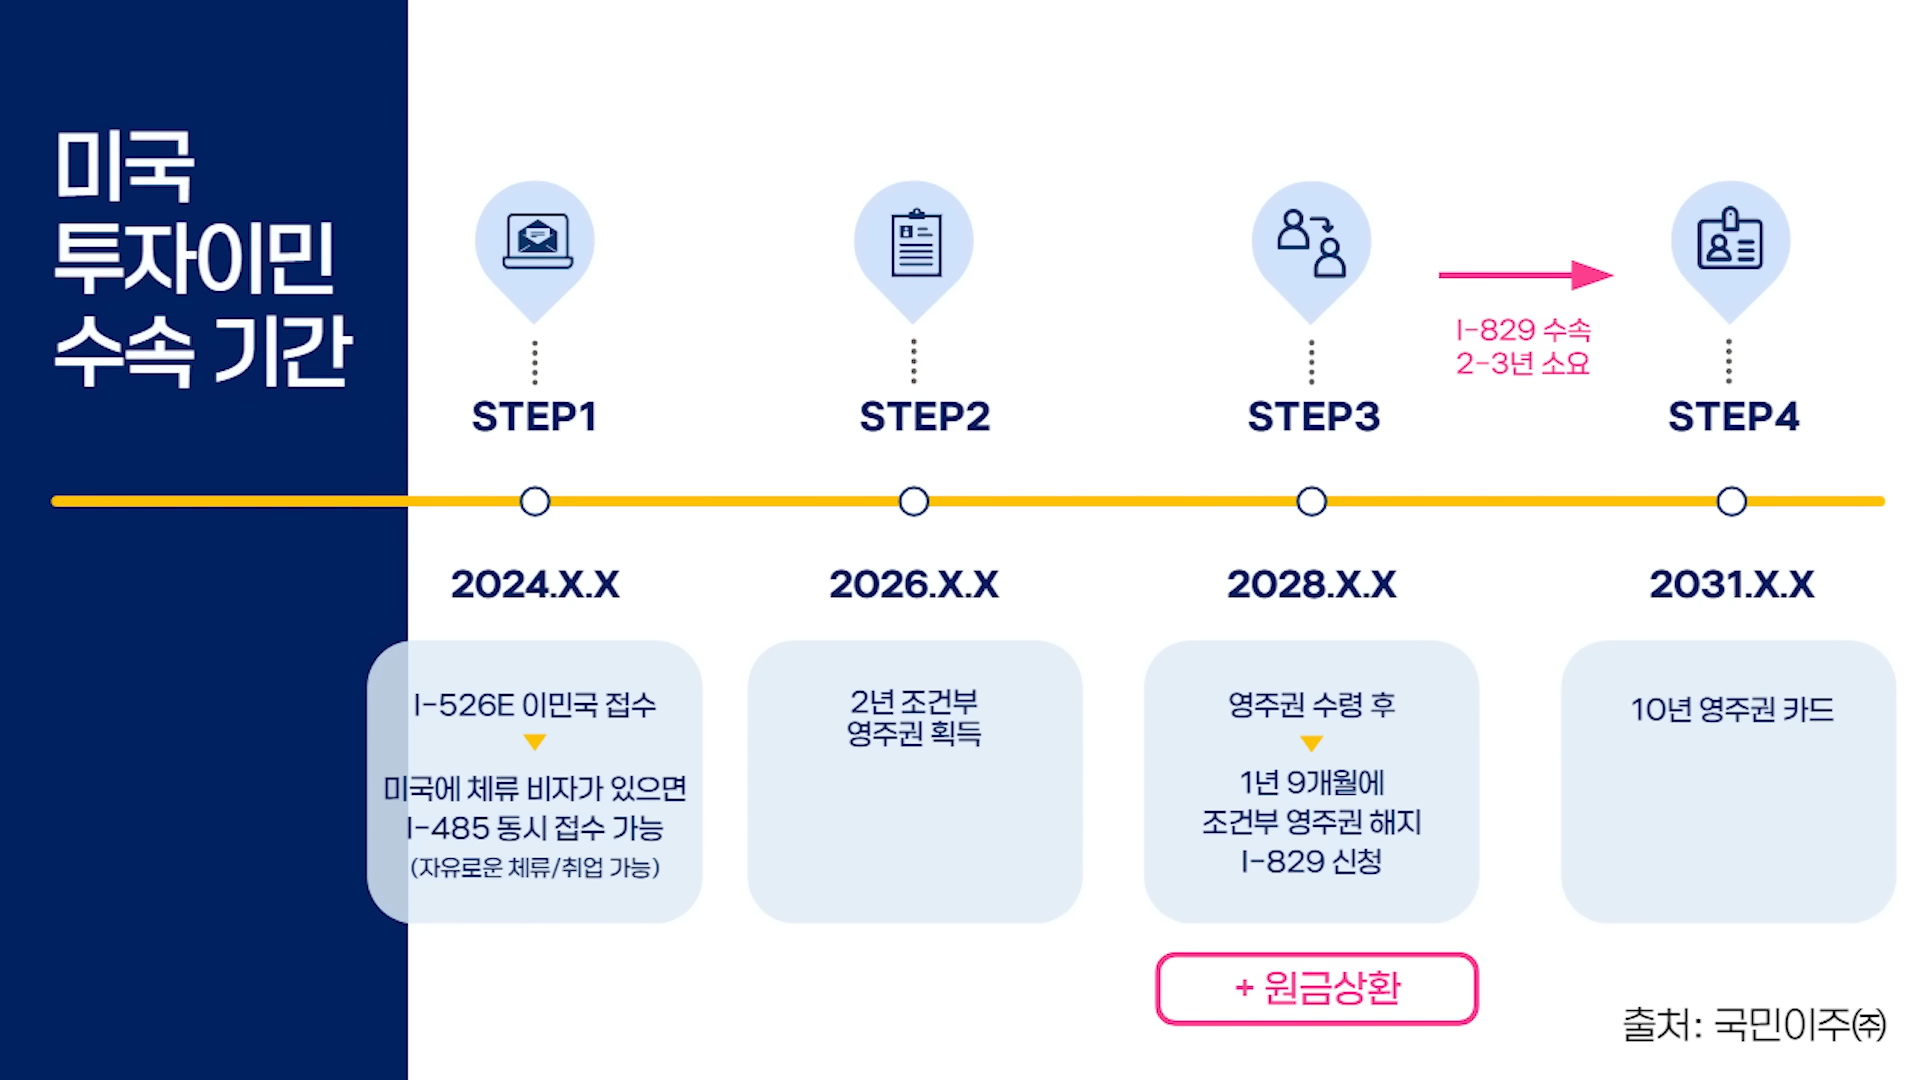 미국
투자이민
수속 기간
STEP1
STEP2
STEP3
I-829 수속
2-3년 소요
STEP4
2024.X.X
2026.X.X
2028.X.X
2031.X.X
I-526E 이민국 접수
미국에 체류 비자가 있으면
I-485 동시 접수 가능
(자유로운 체류/취업 가능)
2년 조건부
영주권 획득
영주권 수령 후
1년 9개월에
조건부 영주권 해지
I-829 신청
10년 영주권 카드
+ 원금상환
출처: 국민이주㈜